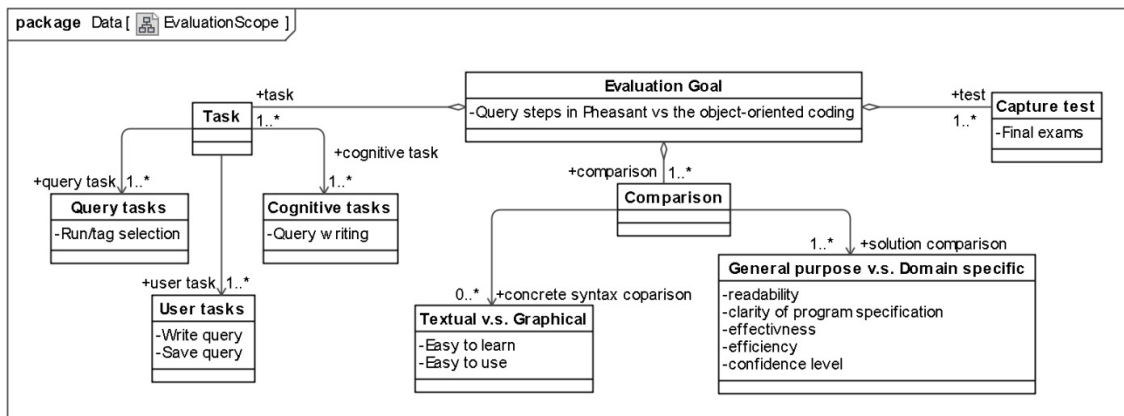 package Data [ EvaluationScope ]
Evaluation Goal
-Query steps in Pheasant vs the object-oriented coding
+task
1..*
Task
+test
1..*
Capture test
-Final exams
+cognitive task
1..*
+query task
1..*
Query tasks
-Run/tag selection
Cognitive tasks
-Query writing
+comparison
1..*
Comparison
+user task
1..*
User tasks
-Write query
-Save query
0..*
+concrete syntax coparison
Textual v.s. Graphical
-Easy to learn
-Easy to use
1..*
+solution comparison
General purpose v.s. Domain specific
-readability
-clarity of program specification
-effectivness
-efficiency
-confidence level